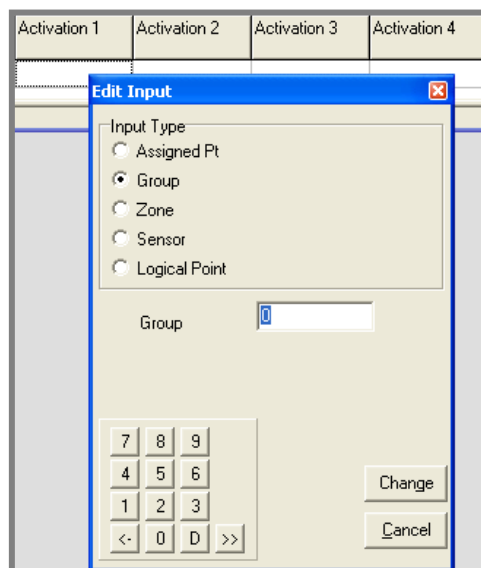 Activation 1 Activation 2 Activation 3 Activation 4
Edit Input
Input Type
Assigned Pt
Group
Zone
Sensor
Logical Point
Group 0
7 8 9
4 5 6
1 2 3
Change
<- 0 D >>
Cancel